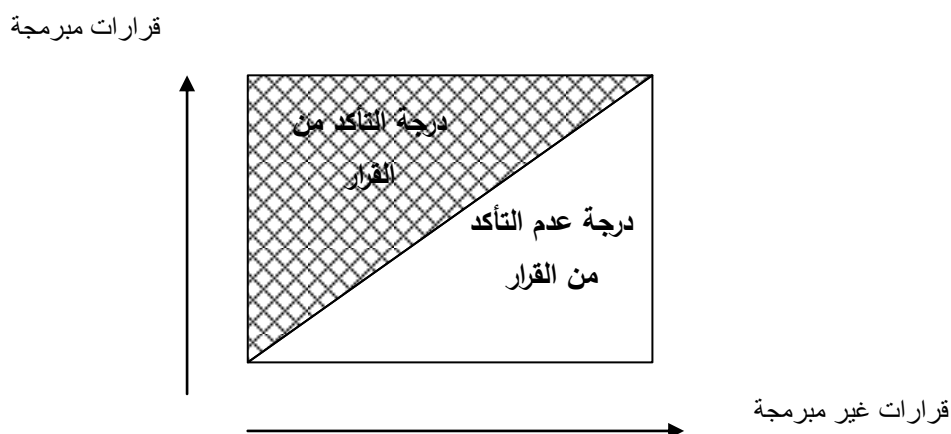 قرارات مبرمجة
درجة التأكد من
القرار
درجة عدم التأكد
من القرار
قرارات غير مبرمجة